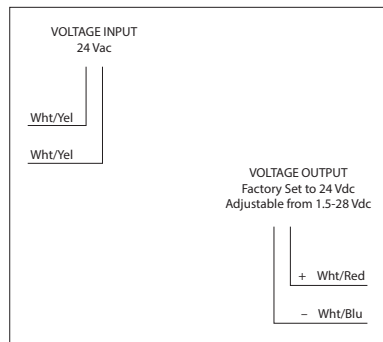 VOLTAGE INPUT
24 Vac
Wht/Yel
Wht/Yel
VOLTAGE OUTPUT
Factory Set to 24 Vdc
Adjustable from 1.5-28 Vdc
+ Wht/Red
– Wht/Blu